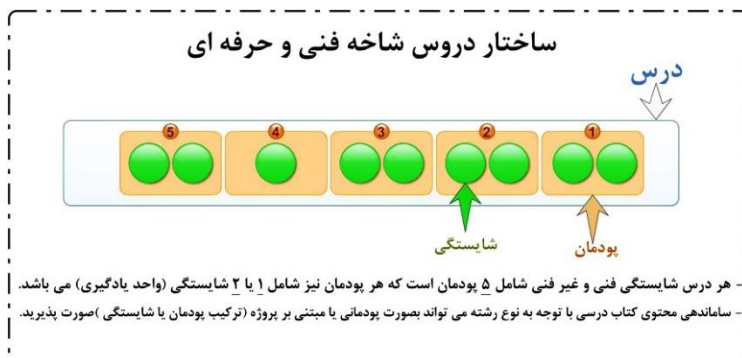 ساختار دروس شاخه فنی و حرفه ای
درس
1 2 3 4 5
پودمان
شایستگی
- هر درس شایستگی فنی و غیر فنی شامل ۵ پودمان است که هر پودمان نیز شامل ۱ یا ۲ شایستگی (واحد یادگیری) می باشد.
- ساماندهی محتوی کتاب درسی با توجه به نوع رشته می تواند بصورت پودمانی یا مبتنی بر پروژه (ترکیب پودمان یا شایستگی )صورت پذیرید.